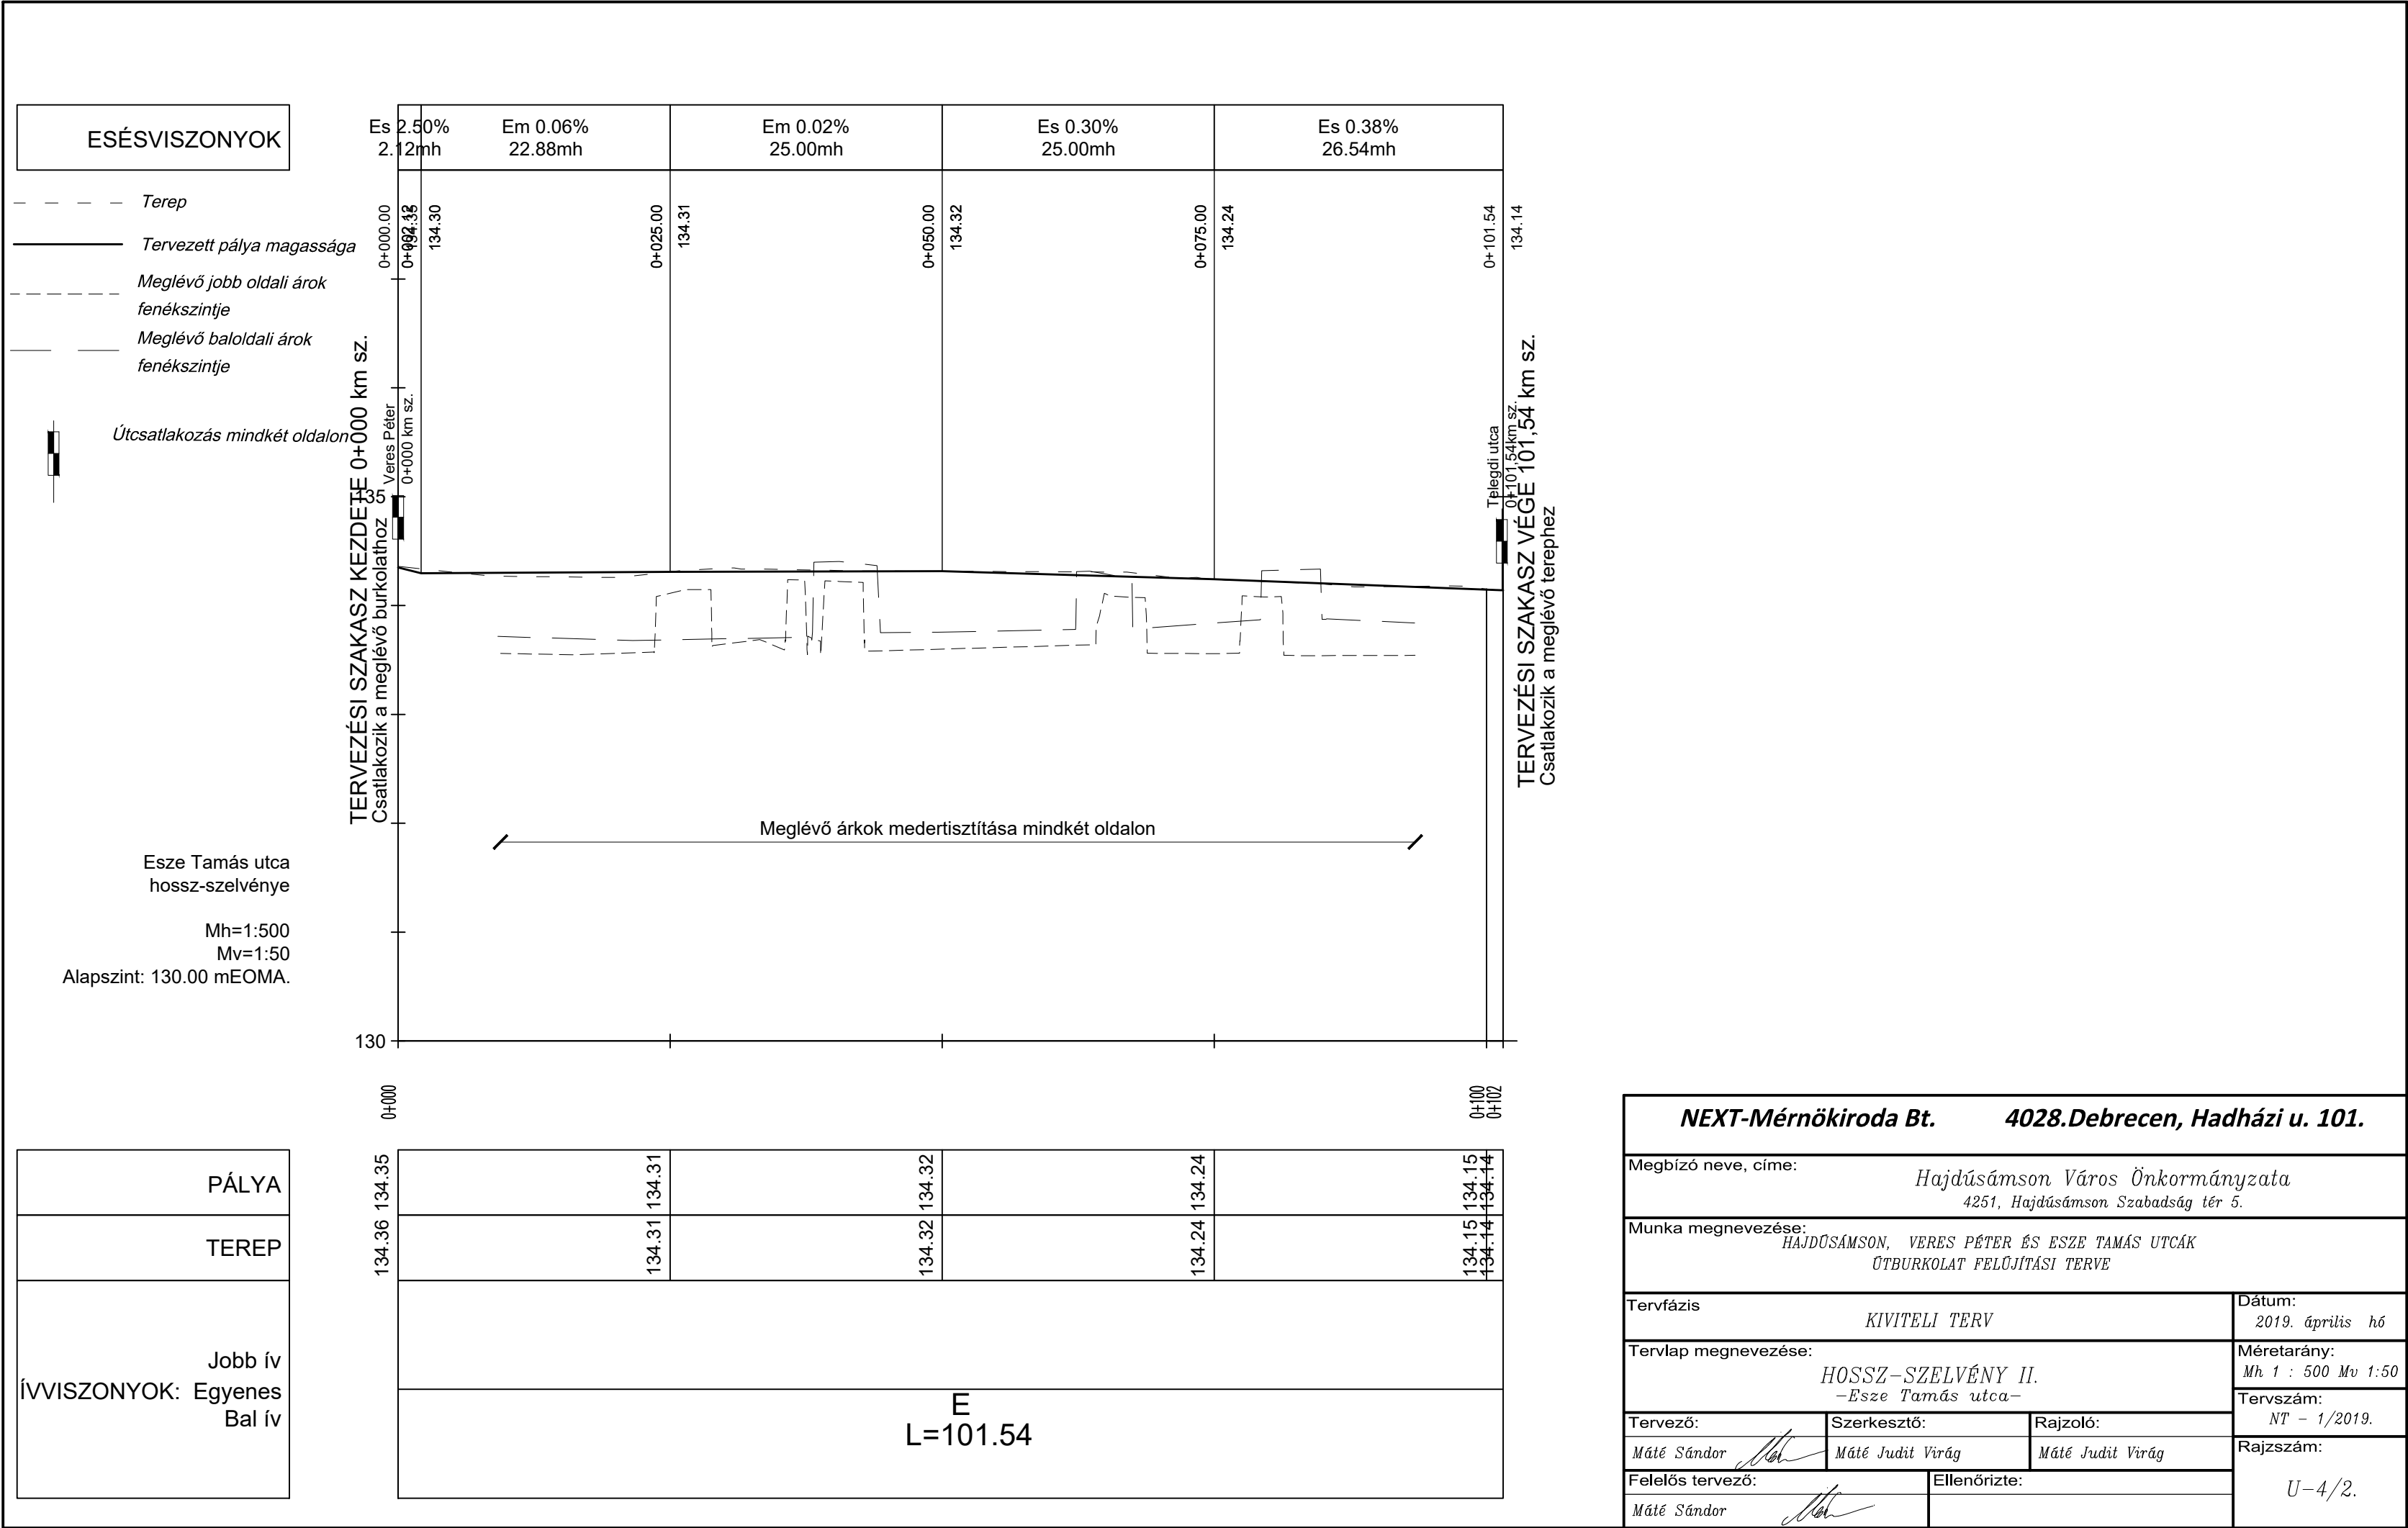 ESÉSVISZONYOK
Es 2.50%
2.12mh
Em 0.06%
22.88mh
Em 0.02%
25.00mh
Es 0.30%
25.00mh
Es 0.38%
26.54mh
Terep
Tervezett pálya magassága
Meglévő jobb oldali árok
fenékszintje
Meglévő baloldali árok
fenékszintje
Útcsatlakozás mindkét oldalon
0+000.00
134.35
0+002.12
134.30
0+025.00
134.31
0+050.00
134.32
0+075.00
134.24
0+101.54
134.14
TERVEZÉSI SZAKASZ KEZDETE 0+000 km sz.
Csatlakozik a meglévő burkolathoz
Veres Péter
0+000 km sz.
135
Telegdi utca
0+101,54km sz.
TERVEZÉSI SZAKASZ VÉGE 101,54 km sz.
Csatlakozik a meglévő terephez
Meglévő árkok medertisztítása mindkét oldalon
Esze Tamás utca
hossz-szelvénye
Mh=1:500
Mv=1:50
Alapszint: 130.00 mEOMA.
130
0+000
0+100
0+102
PÁLYA
134.35
134.31
134.32
134.24
134.15
134.14
TEREP
134.36
134.31
134.32
134.24
134.15
134.14
Jobb ív
ÍVVISZONYOK: Egyenes
Bal ív
E
L=101.54
NEXT-Mérnökiroda Bt. 4028.Debrecen, Hadházi u. 101.
Megbízó neve, címe:
Hajdúsámson Város Önkormányzata
4251, Hajdúsámson Szabadság tér 5.
Munka megnevezése:
HAJDÚSÁMSON, VERES PÉTER ÉS ESZE TAMÁS UTCÁK
ÚTBURKOLAT FELÚJÍTÁSI TERVE
Tervfázis
KIVITELI TERV
Dátum:
2019. április hó
Tervlap megnevezése:
HOSSZ-SZELVÉNY II.
-Esze Tamás utca-
Méretarány:
Mh 1 : 500 Mv 1:50
Tervszám:
NT - 1/2019.
Tervező:
Máté Sándor
Szerkesztő:
Máté Judit Virág
Rajzoló:
Máté Judit Virág
Rajzszám:
U-4/2.
Felelős tervező:
Máté Sándor
Ellenőrizte: